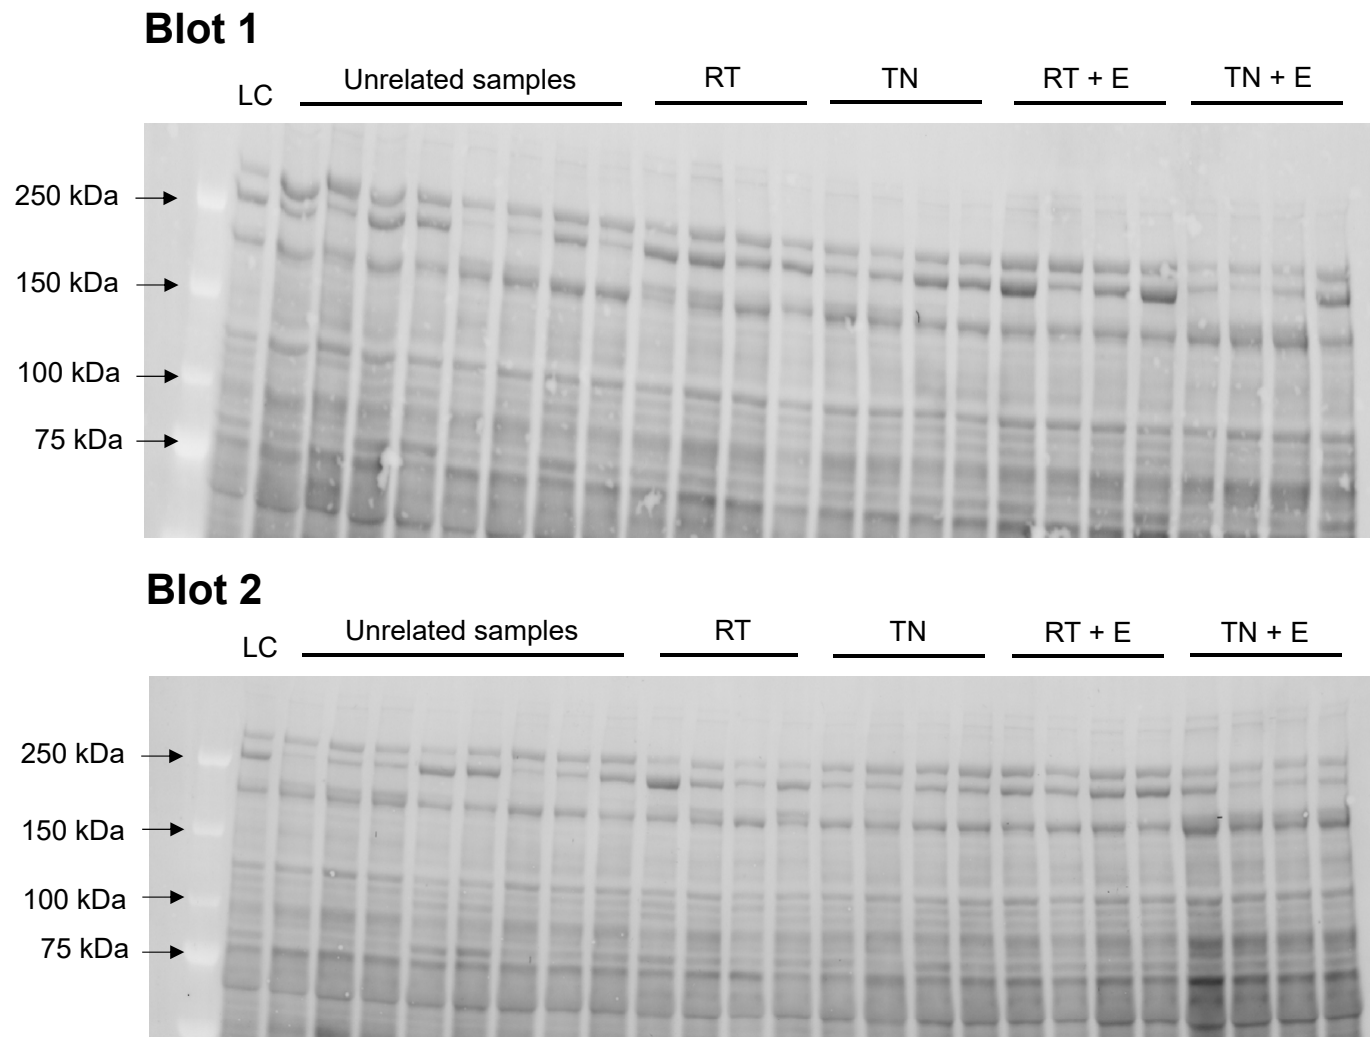 Blot 1
LC Unrelated samples RT TN RT + E TN + E
250 kDa
150 kDa
100 kDa
75 kDa
Blot 2
LC Unrelated samples RT TN RT + E TN + E
250 kDa
150 kDa
100 kDa
75 kDa